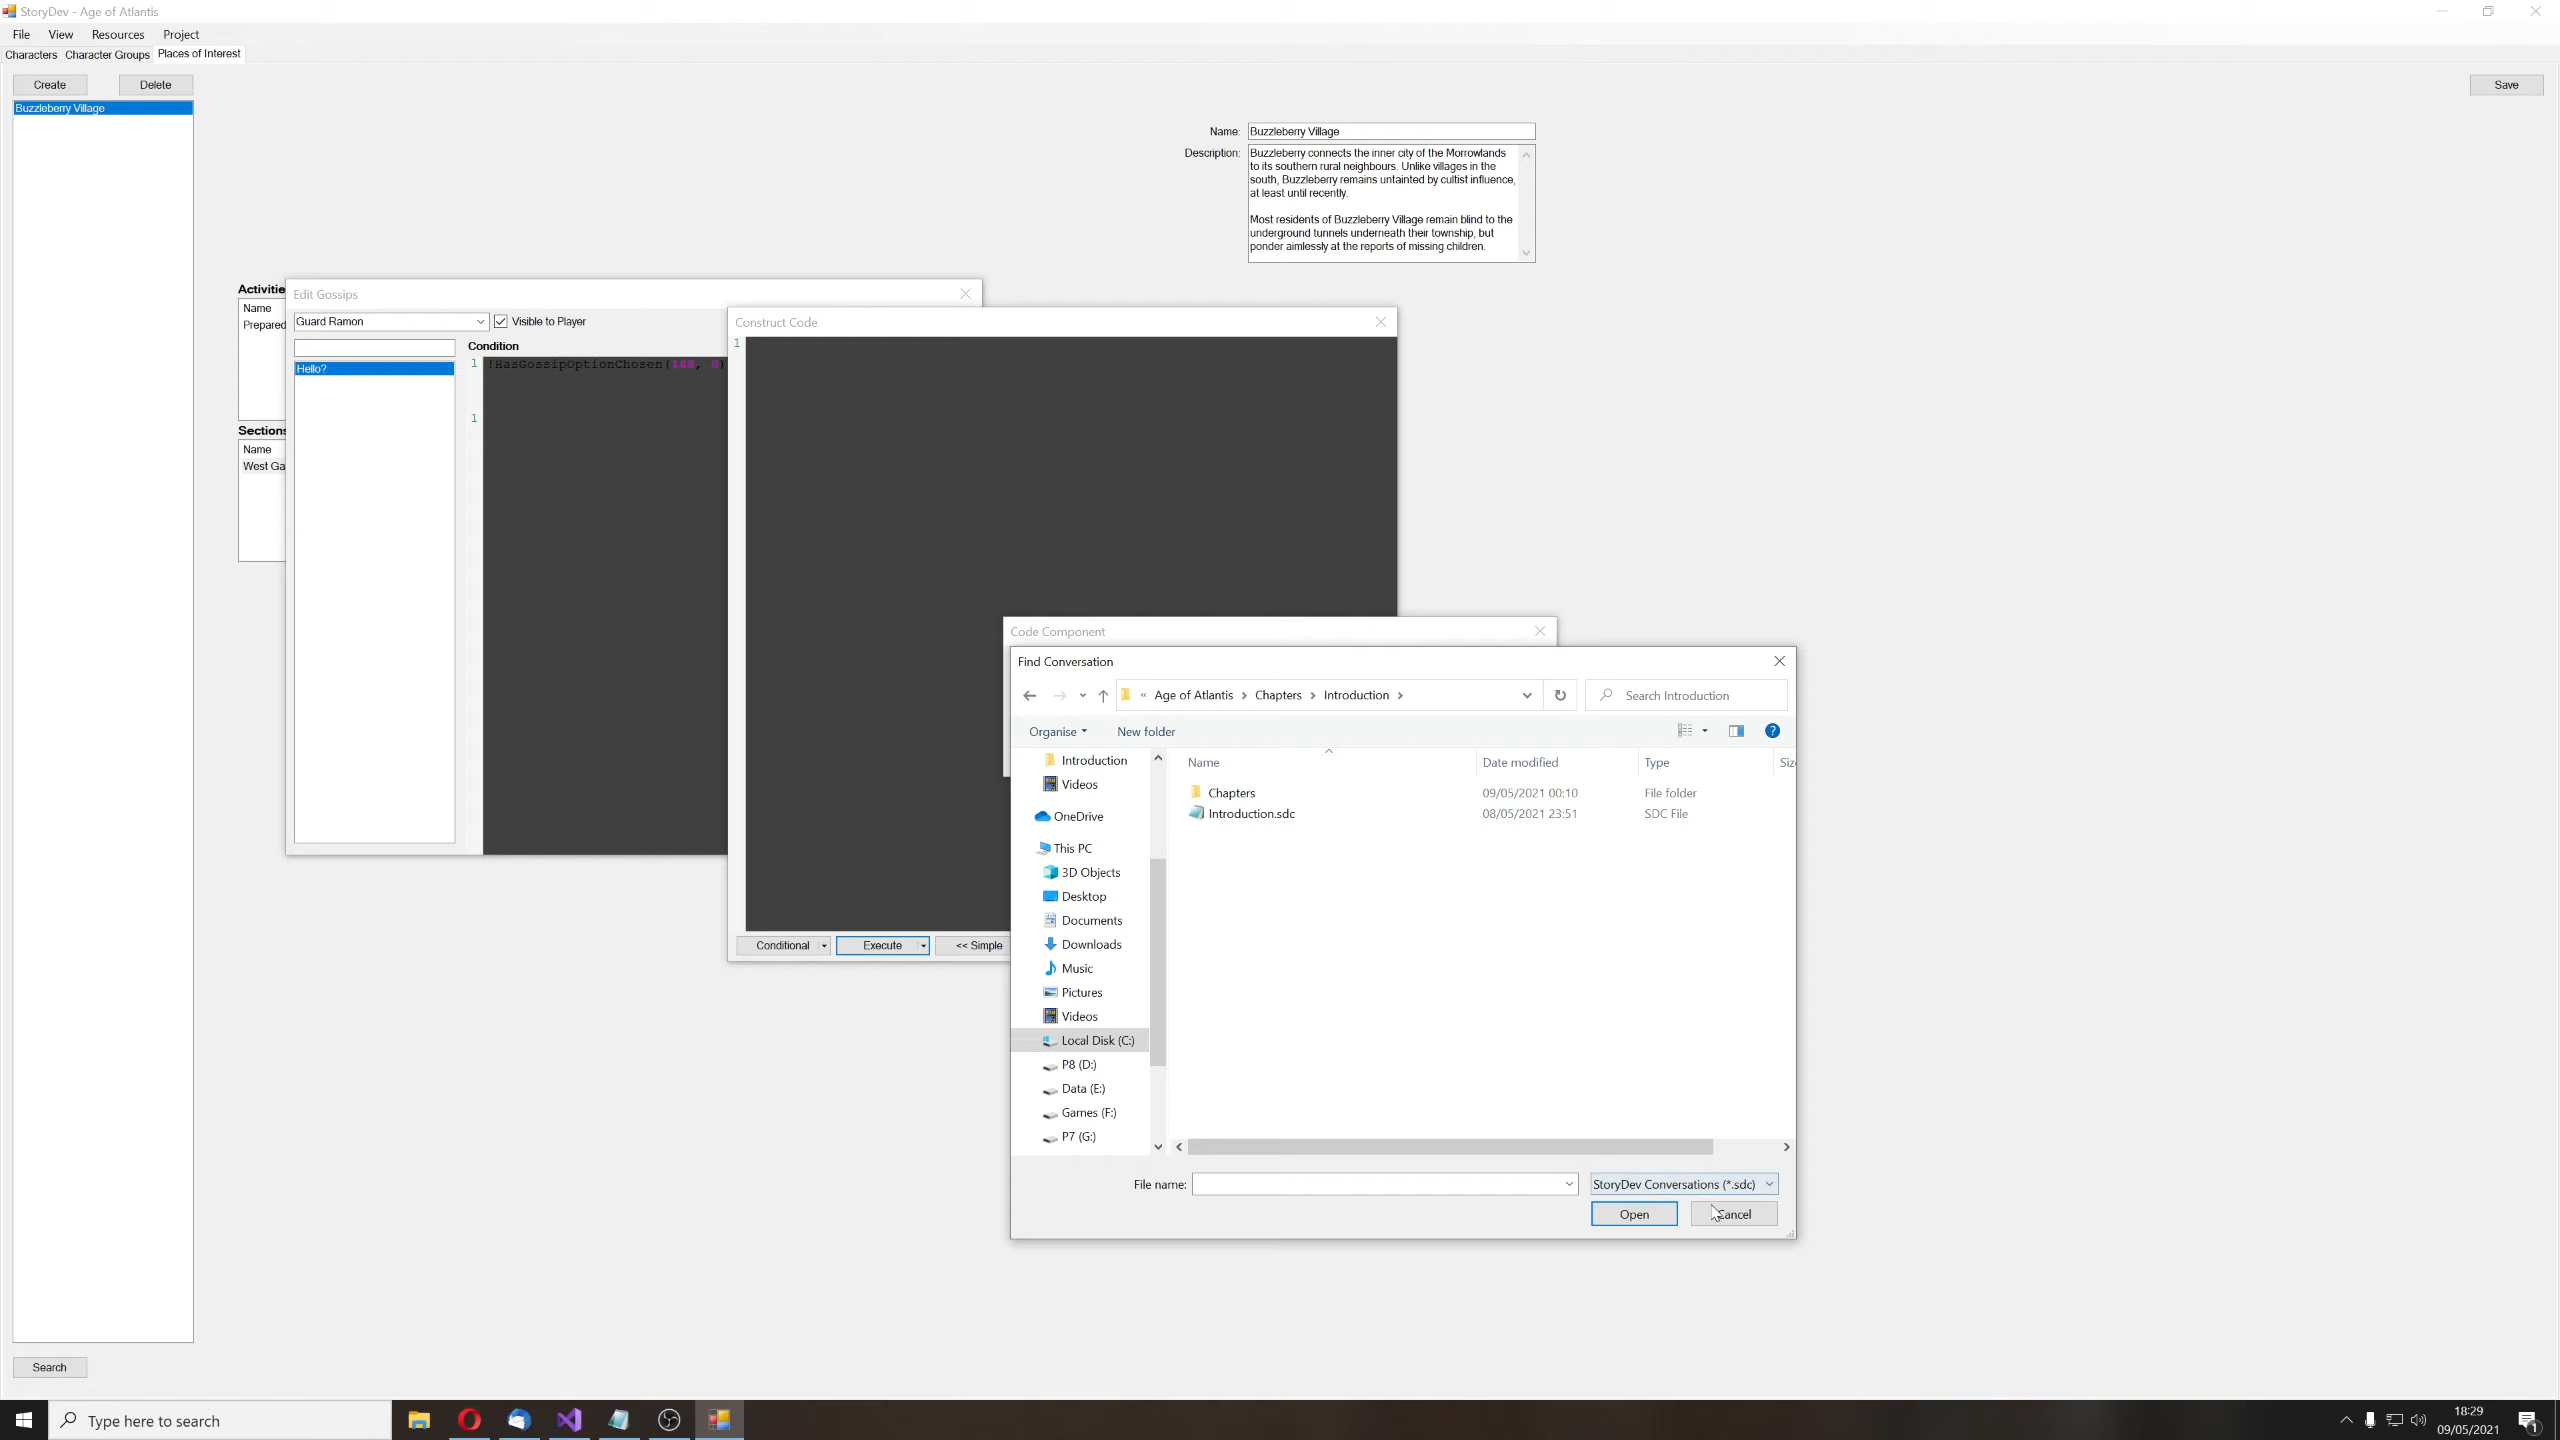 StoryDev - Age of Atlantis
File View Resources Project
Characters Character Groups Places of Interest
Create Delete
Save
Buzzleberry Village
Name: Buzzleberry Village
Description: Buzzleberry connects the inner city of the Morrowlands
to its southern rural neighbours. Unlike villages in the
south, Buzzleberry remains untainted by cultist influence,
at least until recently.
Most residents of Buzzleberry Village remain blind to the
underground tunnels underneath their township, but
ponder aimlessly at the reports of missing children.
Activitie
Name
Prepared
Sections
Name
West Ga
Edit Gossips
Guard Ramon Visible to Player
Condition
Hello?
1 !HasGossipOptionChosen(168, 0)
1
Construct Code
1
Conditional Execute << Simple
Code Component
Find Conversation
« Age of Atlantis Chapters Introduction
Search Introduction
Organise New folder
Introduction
Videos
OneDrive
This PC
3D Objects
Desktop
Documents
Downloads
Music
Pictures
Videos
Local Disk (C:)
P8 (D:)
Data (E:)
Games (F:)
P7 (G:)
Name Date modified Type Siz
Chapters 09/05/2021 00:10 File folder
Introduction.sdc 08/05/2021 23:51 SDC File
File name: StoryDev Conversations (*.sdc)
Open Cancel
Search
Type here to search
18:29
09/05/2021
1